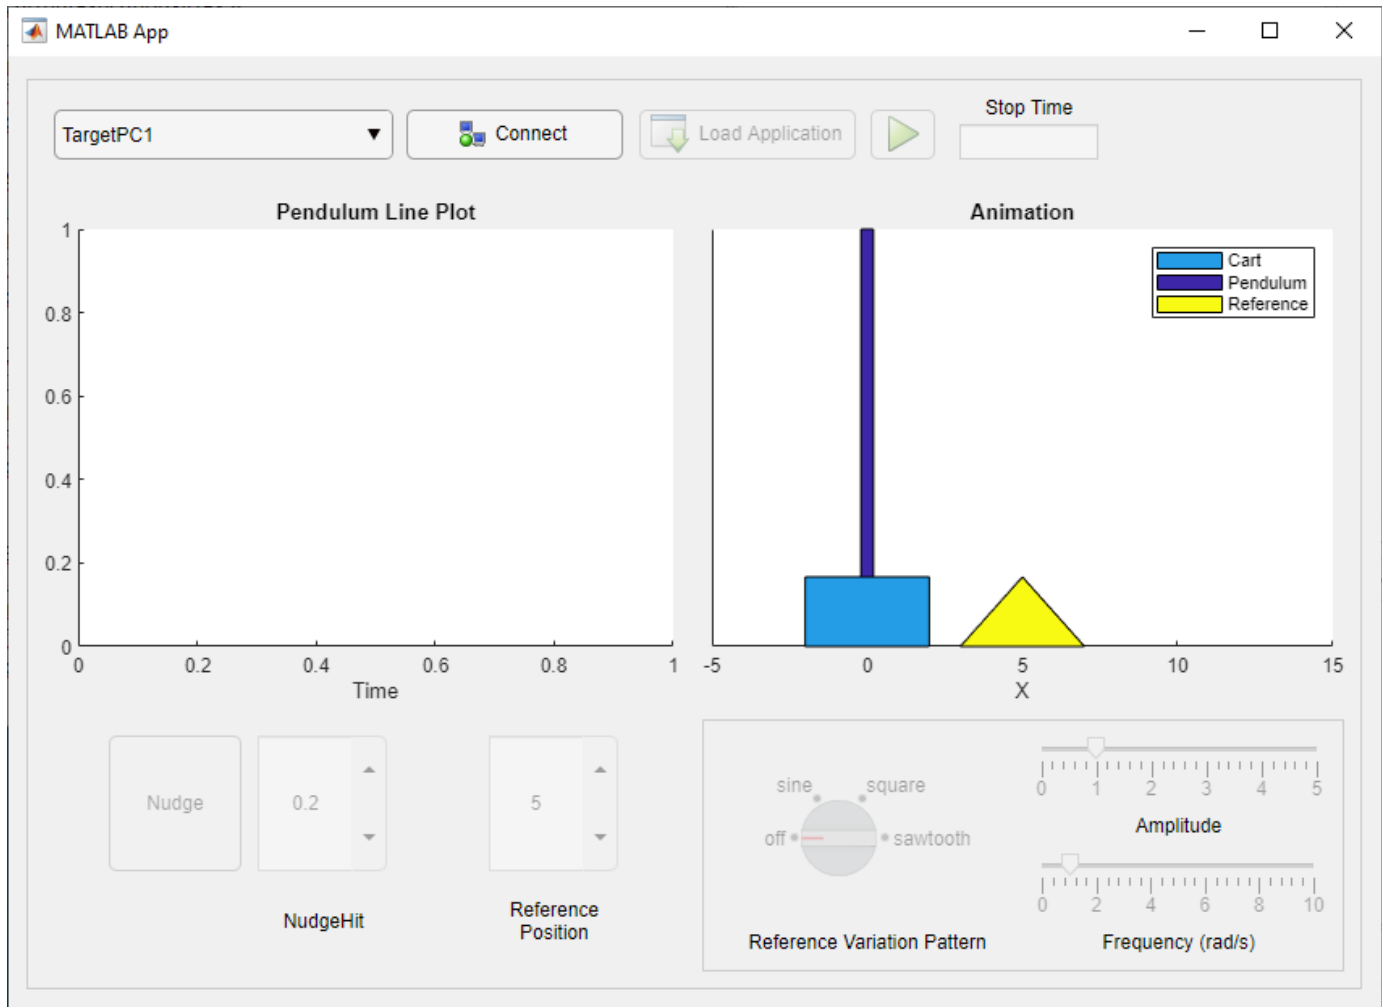 MATLAB App
TargetPC1
Connect
Load Application
Stop Time
Pendulum Line Plot
1
0.8
0.6
0.4
0.2
0
0 0.2 0.4 0.6 0.8 1
Time
Animation
Cart
Pendulum
Reference
-5 0 5 10 15
X
Nudge
0.2
NudgeHit
5
Reference
Position
sine square
off sawtooth
Reference Variation Pattern
0 1 2 3 4 5
Amplitude
0 2 4 6 8 10
Frequency (rad/s)